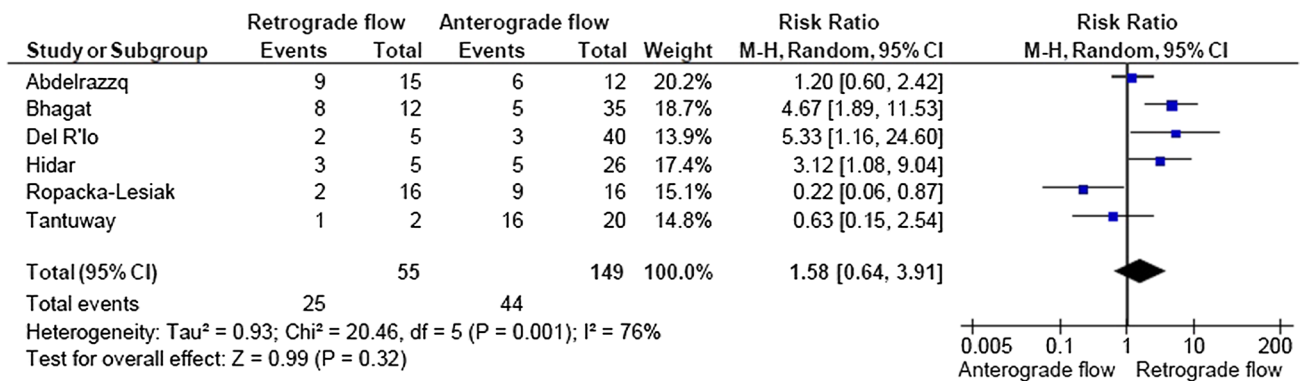 Retrograde flow Anterograde flow Risk Ratio Risk Ratio
Study or Subgroup Events Total Events Total Weight M-H, Random, 95% CI M-H, Random, 95% CI
Abdelrazzq 9 15 6 12 20.2% 1.20 [0.60, 2.42]
Bhagat 8 12 5 35 18.7% 4.67 [1.89, 11.53]
Del R'lo 2 5 3 40 13.9% 5.33 [1.16, 24.60]
Hidar 3 5 5 26 17.4% 3.12 [1.08, 9.04]
Ropacka-Lesiak 2 16 9 16 15.1% 0.22 [0.06, 0.87]
Tantuway 1 2 16 20 14.8% 0.63 [0.15, 2.54]
Total (95% CI) 55 149 100.0% 1.58 [0.64, 3.91]
Total events 25 44
Heterogeneity: Tau² = 0.93; Chi² = 20.46, df = 5 (P = 0.001); I² = 76%
Test for overall effect: Z = 0.99 (P = 0.32)
0.005 0.1 1 10 200
Anterograde flow Retrograde flow